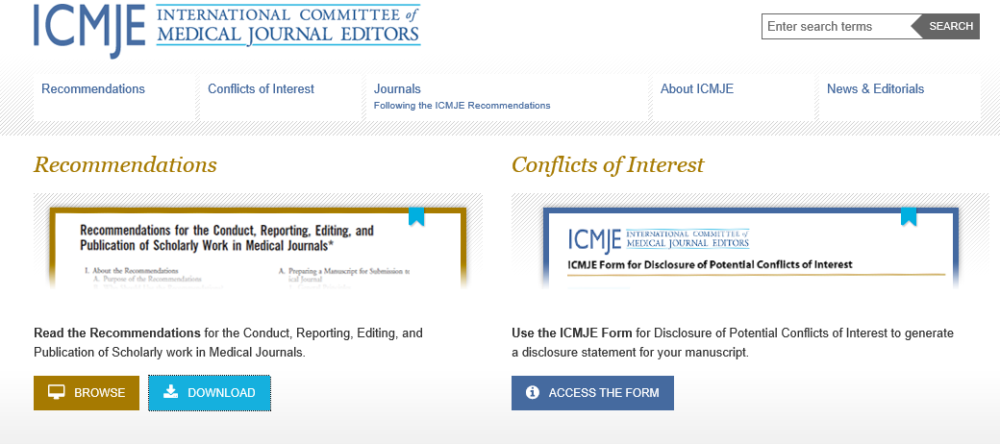 ICMJE INTERNATIONAL COMMITTEE of
MEDICAL JOURNAL EDITORS
Enter search terms
SEARCH
Recommendations
Conflicts of Interest
Journals
Following the ICMJE Recommendations
About ICMJE
News & Editorials
Recommendations
Recommendations for the Conduct, Reporting, Editing, and
Publication of Scholarly Work in Medical Journals*
I. About the Recommendations
A. Purpose of the Recommendations
A. Preparing a Manuscript for Submission to
ical Journal
Read the Recommendations for the Conduct, Reporting, Editing, and
Publication of Scholarly work in Medical Journals.
BROWSE
DOWNLOAD
Conflicts of Interest
ICMJE INTERNATIONAL COMMITTEE of
MEDICAL JOURNAL EDITORS
ICMJE Form for Disclosure of Potential Conflicts of Interest
Use the ICMJE Form for Disclosure of Potential Conflicts of Interest to generate
a disclosure statement for your manuscript.
ACCESS THE FORM